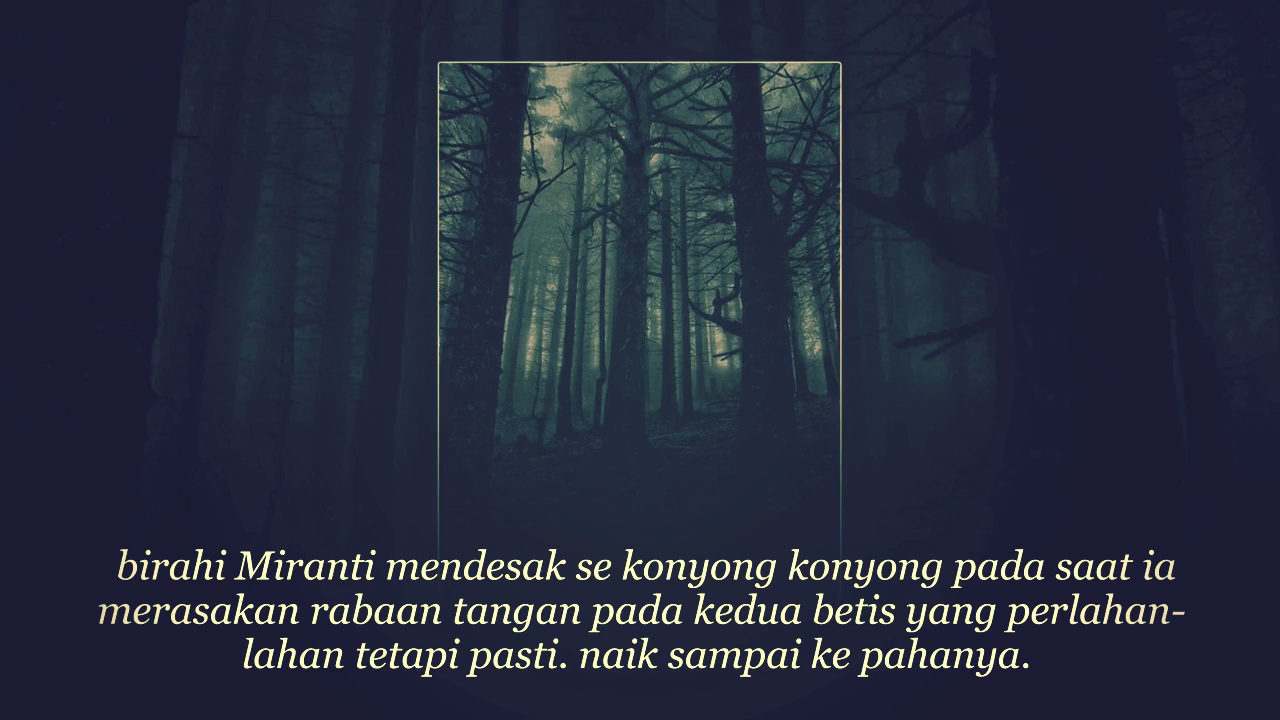 birahi Miranti mendesak se konyong konyong pada saat ia
merasakan rabaan tangan pada kedua betis yang perlahan-
lahan tetapi pasti. naik sampai ke pahanya.